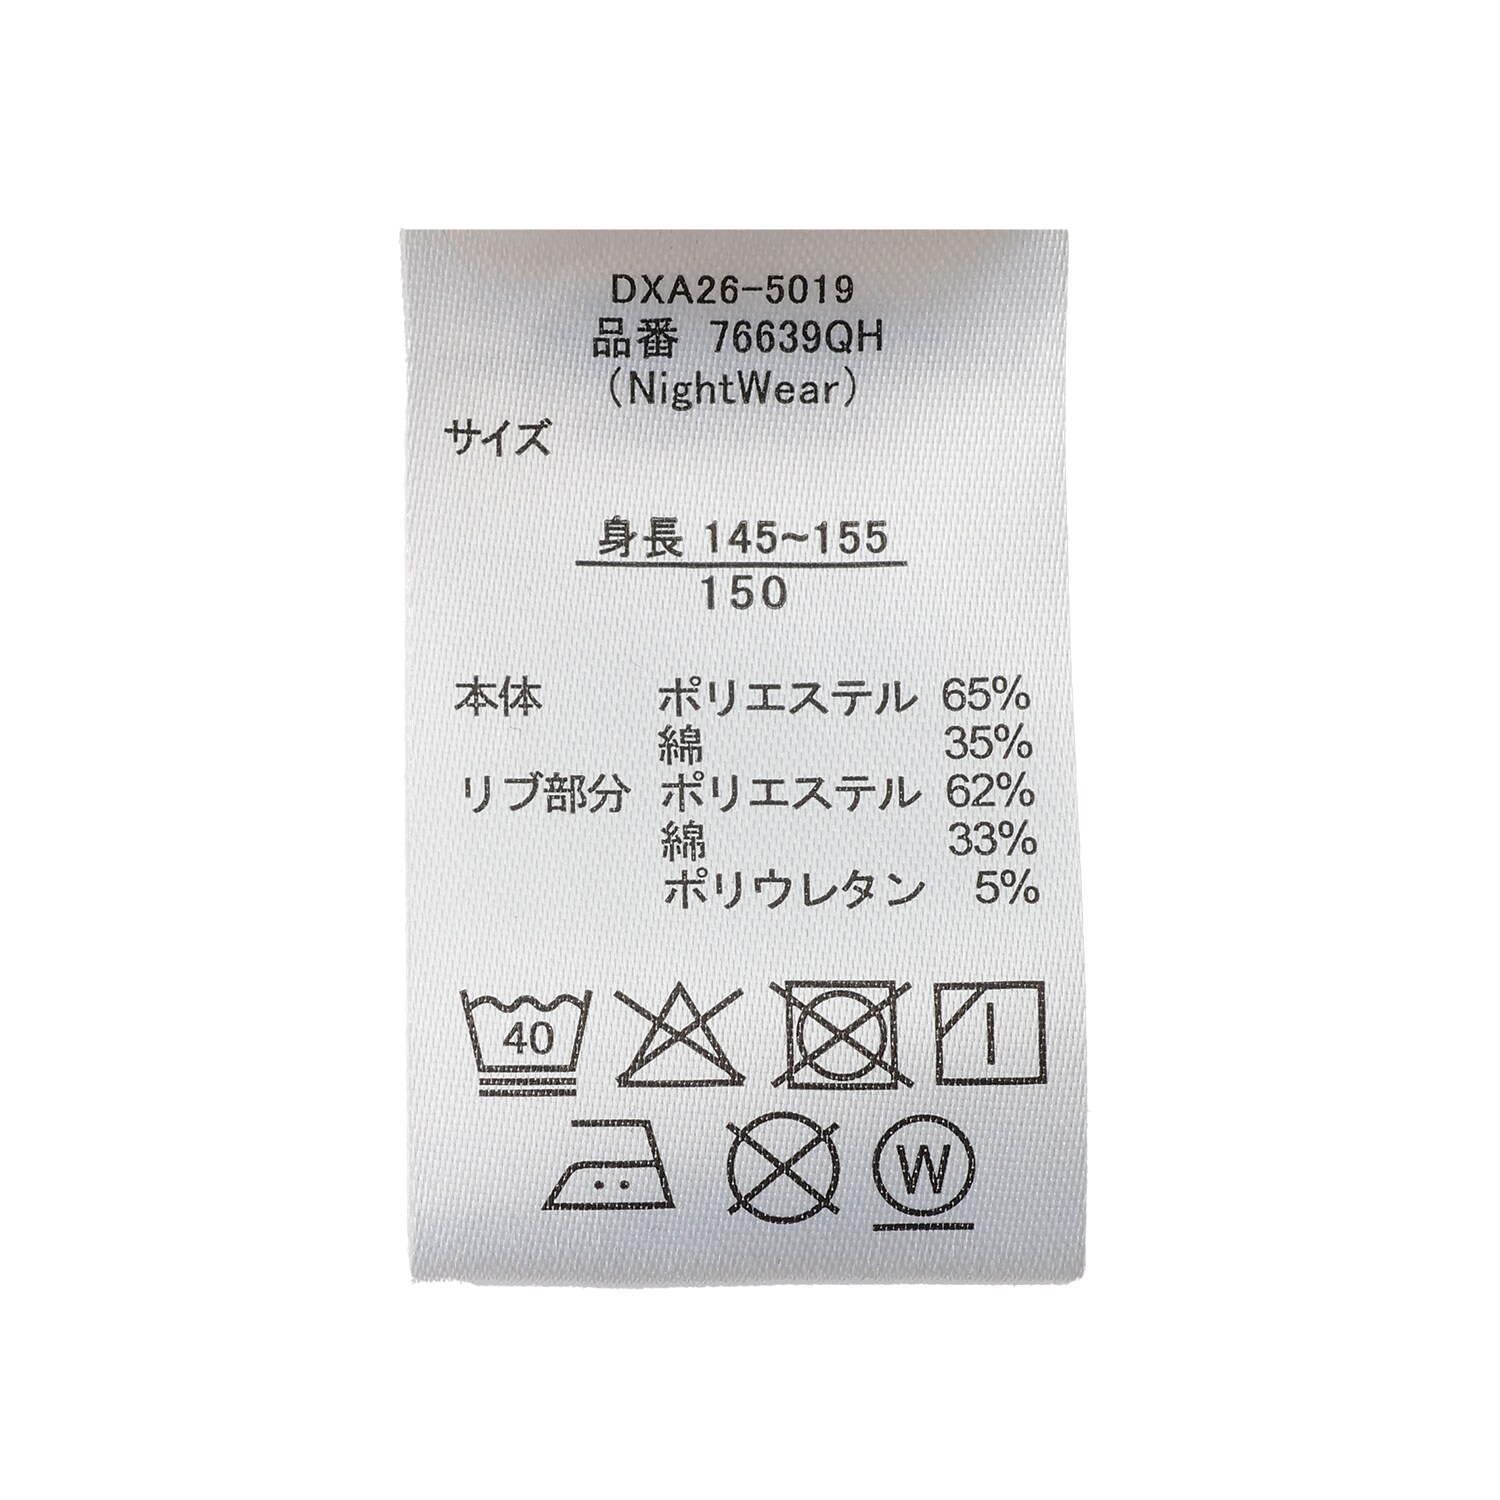 DXA26-5019
品番 76639QH
(NightWear)
サイズ
身長 145~155
150
本体 ポリエステル 65%
綿 35%
リブ部分 ポリエステル 62%
綿 33%
ポリウレタン 5%
40
W